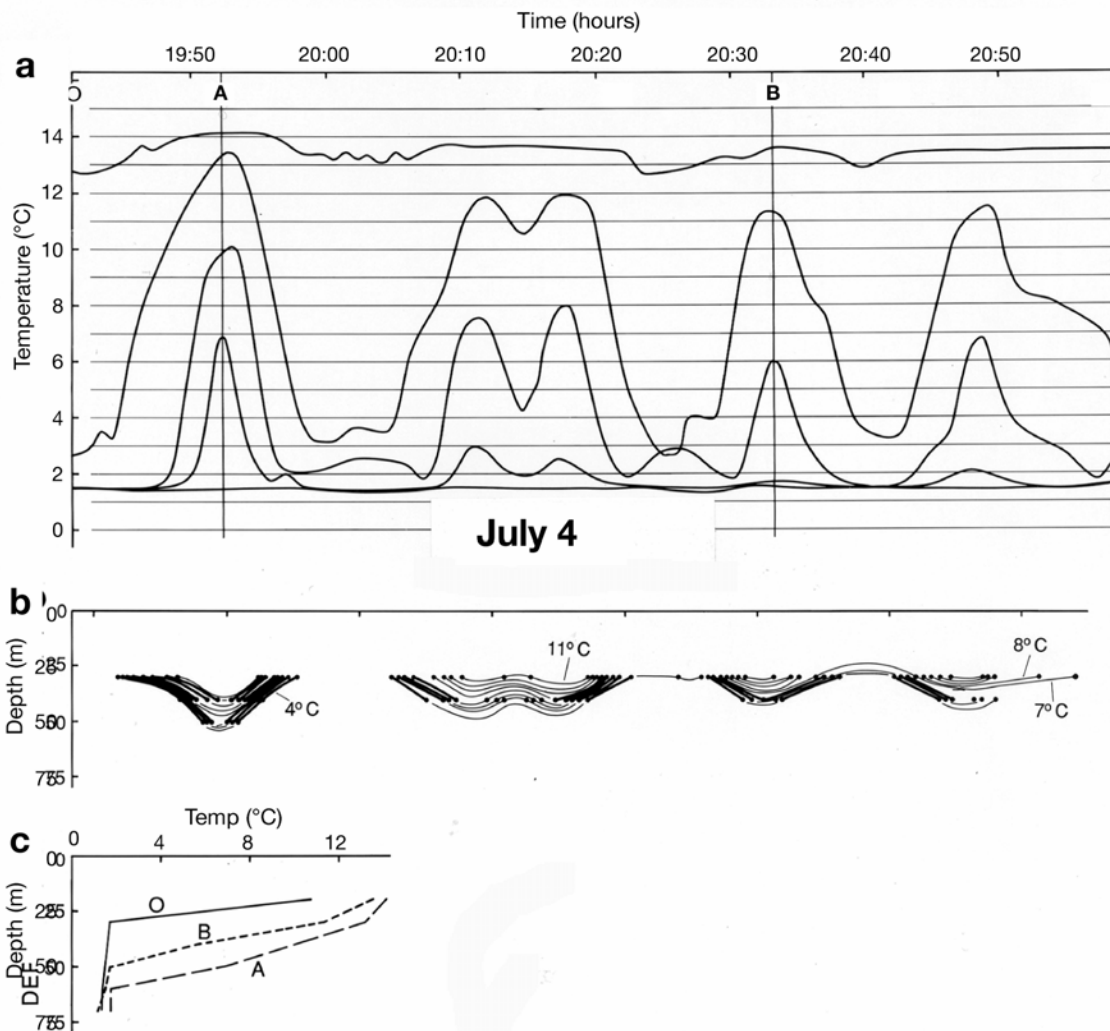 Time (hours)
19:50 20:00 20:10 20:20 20:30 20:40 20:50
a
A B
Temperature (°C)
14
12
10
8
6
4
2
0
July 4
b
Depth (m)
0
11° C
8° C
4° C
7° C
Temp (°C)
c
0 4 8 12
Depth (m)
O
B
A